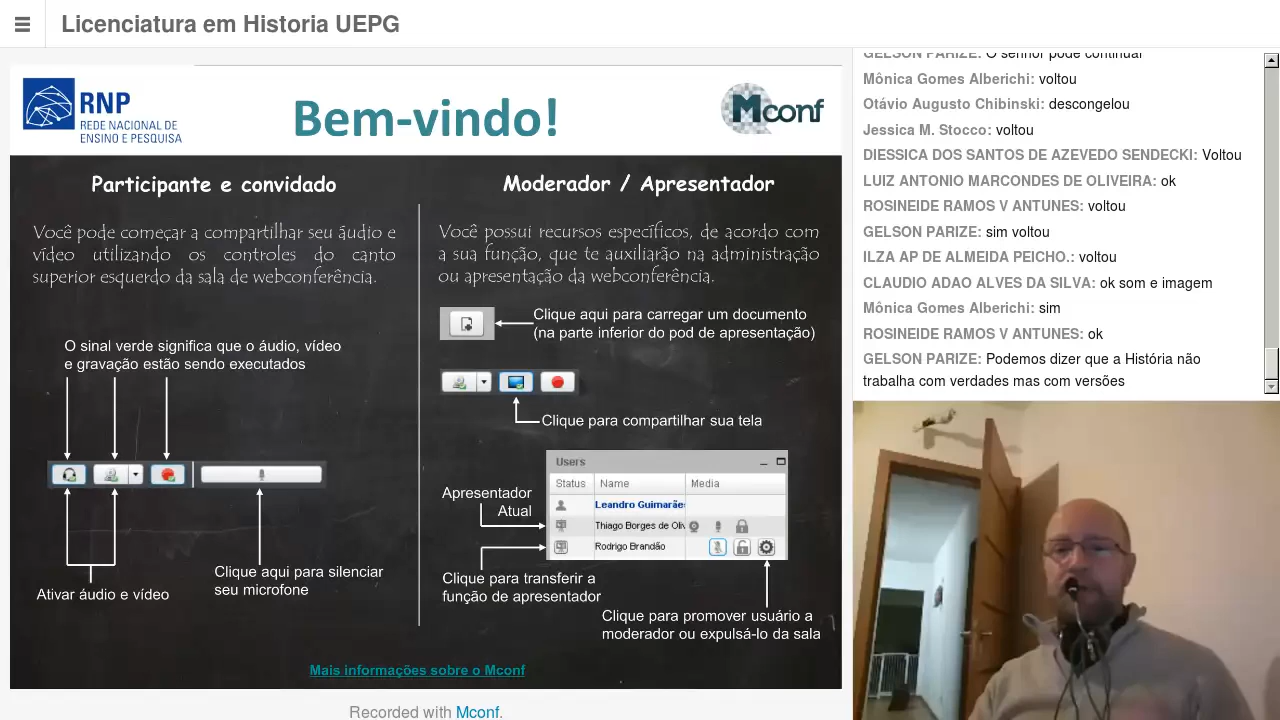 Licenciatura em Historia UEPG
RNP
REDE NACIONAL DE
ENSINO E PESQUISA
Bem-vindo!
Mconf
Participante e convidado
Você pode começar a compartilhar seu áudio e
vídeo utilizando os controles do canto
superior esquerdo da sala de webconferência.
O sinal verde significa que o áudio, vídeo
e gravação estão sendo executados
Ativar áudio e vídeo
Clique aqui para silenciar
seu microfone
Moderador / Apresentador
Você possui recursos específicos, de acordo com
a sua função, que te auxiliarão na administração
ou apresentação da webconferência.
Clique aqui para carregar um documento
(na parte inferior do pod de apresentação)
Clique para compartilhar sua tela
Users
Status Name Media
Leandro Guimarães
Thiago Borges de Oliv
Rodrigo Brandão
Apresentador
Atual
Clique para transferir a
função de apresentador
Clique para promover usuário a
moderador ou expulsá-lo da sala
Mais informações sobre o Mconf
Recorded with Mconf.
GELSON PARIZE: O senhor pode continuar
Mônica Gomes Alberichi: voltou
Otávio Augusto Chibinski: descongelou
Jessica M. Stocco: voltou
DIESSICA DOS SANTOS DE AZEVEDO SENDECKI: Voltou
LUIZ ANTONIO MARCONDES DE OLIVEIRA: ok
ROSINEIDE RAMOS V ANTUNES: voltou
GELSON PARIZE: sim voltou
ILZA AP DE ALMEIDA PEICHO.: voltou
CLAUDIO ADAO ALVES DA SILVA: ok som e imagem
Mônica Gomes Alberichi: sim
ROSINEIDE RAMOS V ANTUNES: ok
GELSON PARIZE: Podemos dizer que a História não
trabalha com verdades mas com versões